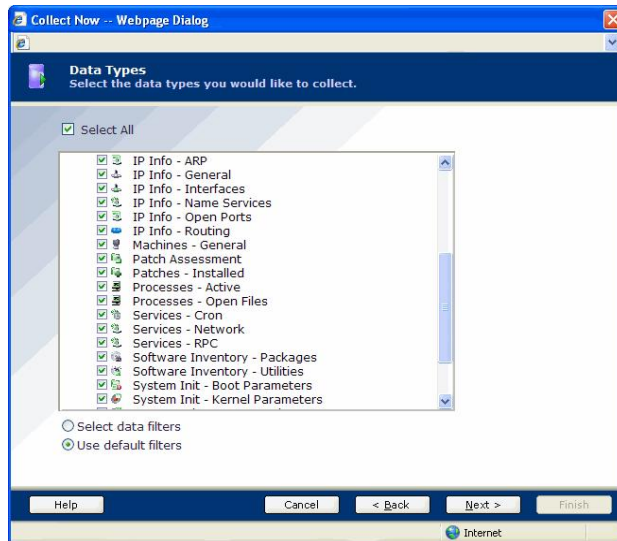 Collect Now -- Webpage Dialog
Data Types
Select the data types you would like to collect.
Select All
IP Info - ARP
IP Info - General
IP Info - Interfaces
IP Info - Name Services
IP Info - Open Ports
IP Info - Routing
Machines - General
Patch Assessment
Patches - Installed
Processes - Active
Processes - Open Files
Services - Cron
Services - Network
Services - RPC
Software Inventory - Packages
Software Inventory - Utilities
System Init - Boot Parameters
System Init - Kernel Parameters
Select data filters
Use default filters
Help
Cancel
< Back
Next >
Finish
Internet